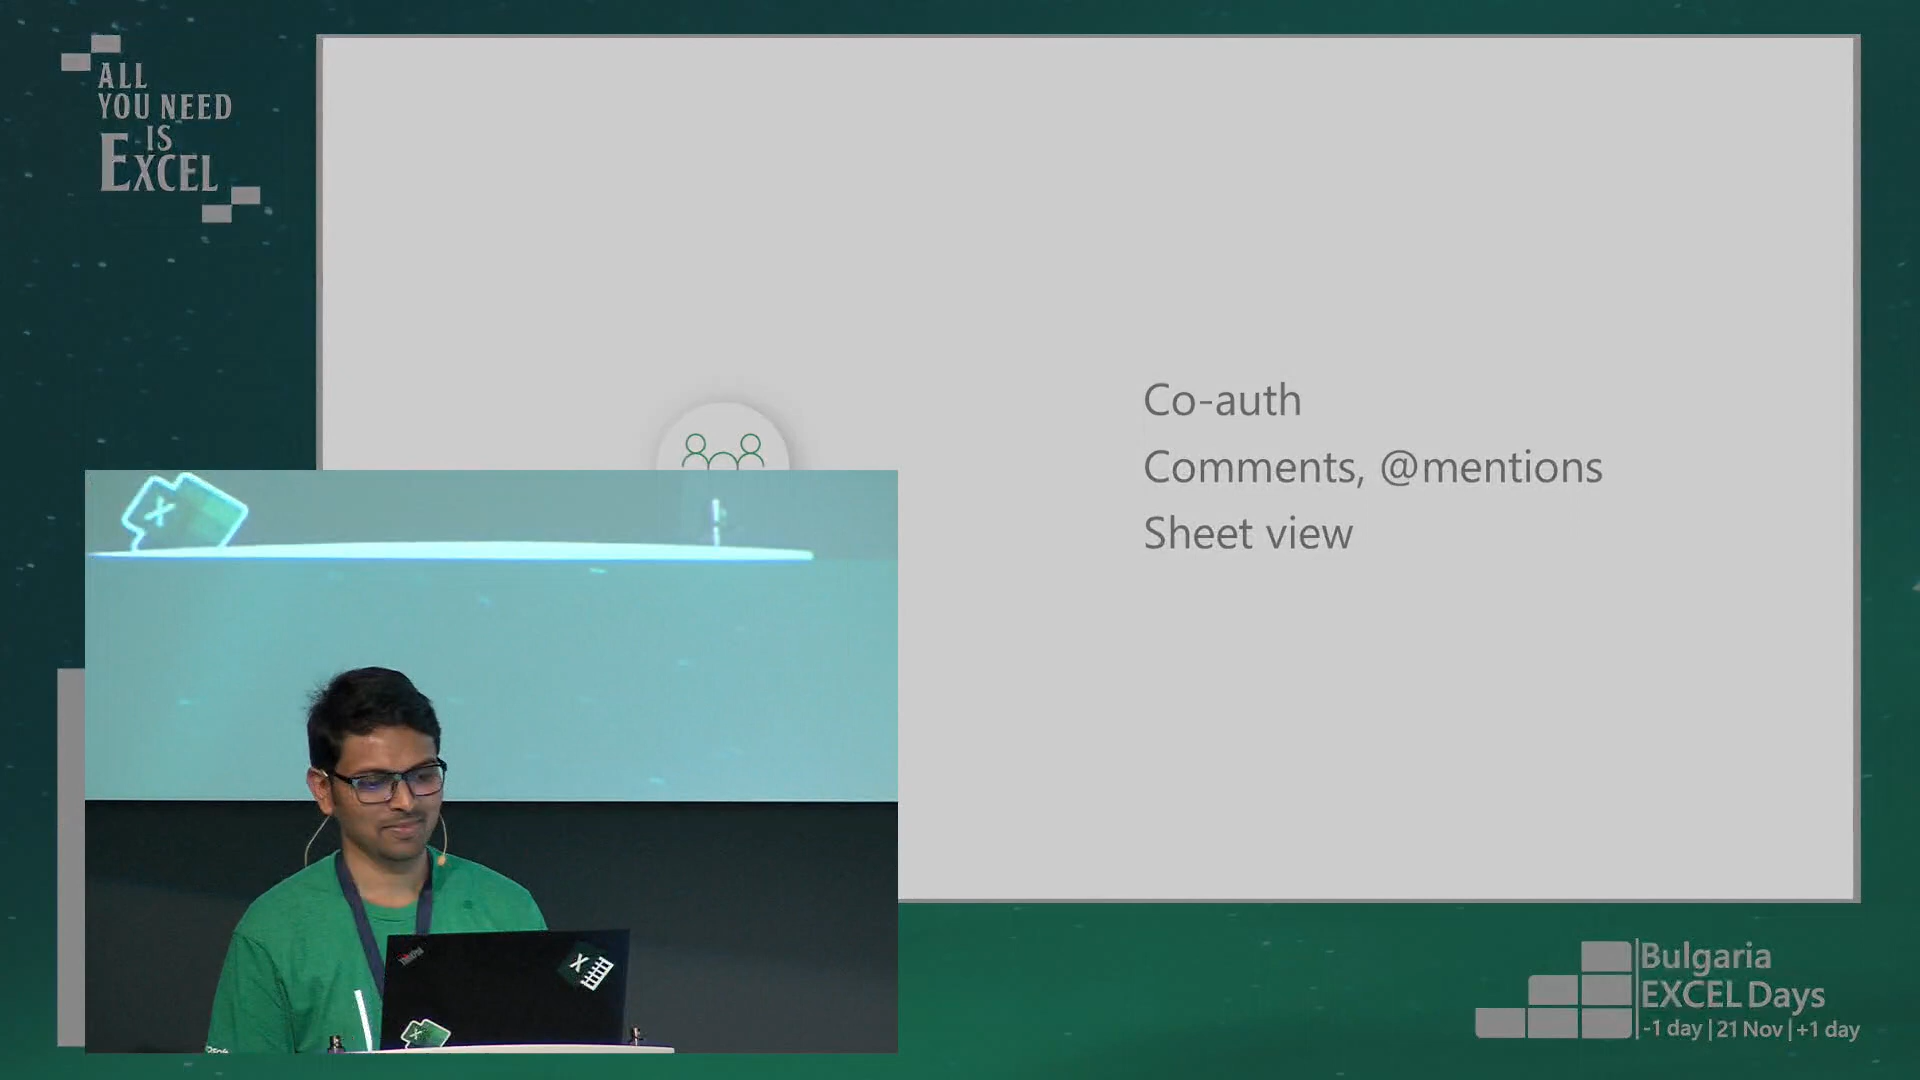 ALL
YOU NEED
IS
EXCEL
Co-auth
Comments, @mentions
Sheet view
X
ThinkPad
X
X
Bulgaria
EXCEL Days
-1 day | 21 Nov | +1 day